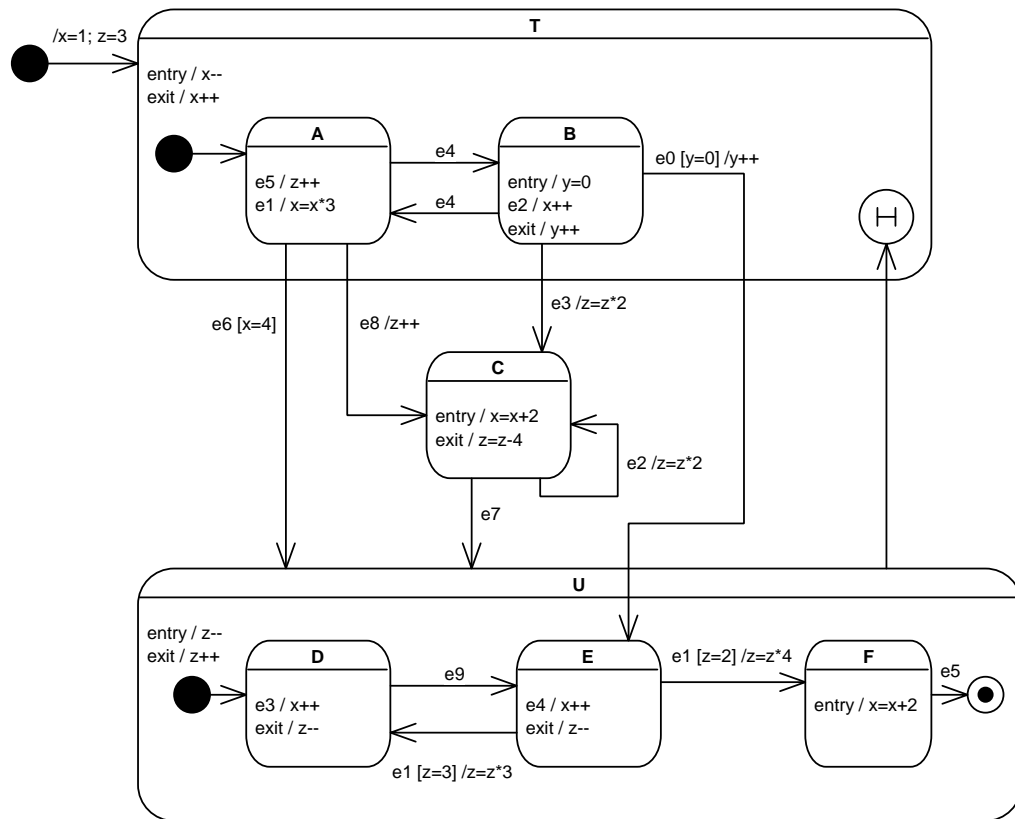 /x=1; z=3
T
entry / x--
exit / x++
A
e5 / z++
e1 / x=x*3
e4
e4
B
entry / y=0
e2 / x++
exit / y++
e0 [y=0] /y++
H
e6 [x=4]
e8 /z++
e3 /z=z*2
C
entry / x=x+2
exit / z=z-4
e2 /z=z*2
e7
U
entry / z--
exit / z++
D
e3 / x++
exit / z--
e9
e1 [z=3] /z=z*3
E
e4 / x++
exit / z--
e1 [z=2] /z=z*4
F
entry / x=x+2
e5